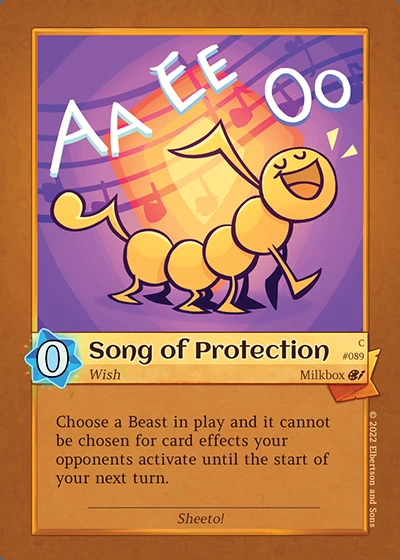 AA EE OO
0
Song of Protection
C
#089
Wish
Milkbox
Choose a Beast in play and it cannot
be chosen for card effects your
opponents activate until the start of
your next turn.
Sheeto!
© 2022 Elbertson and Sons